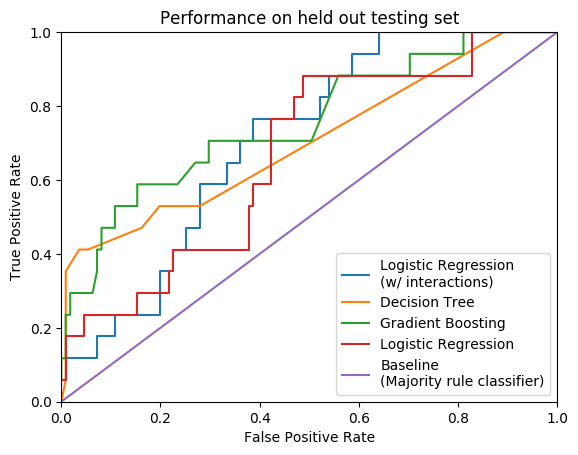 Performance on held out testing set
1.0
0.8
0.6
0.4
0.2
0.0
True Positive Rate
0.0 0.2 0.4 0.6 0.8 1.0
False Positive Rate
Logistic Regression
(w/ interactions)
Decision Tree
Gradient Boosting
Logistic Regression
Baseline
(Majority rule classifier)